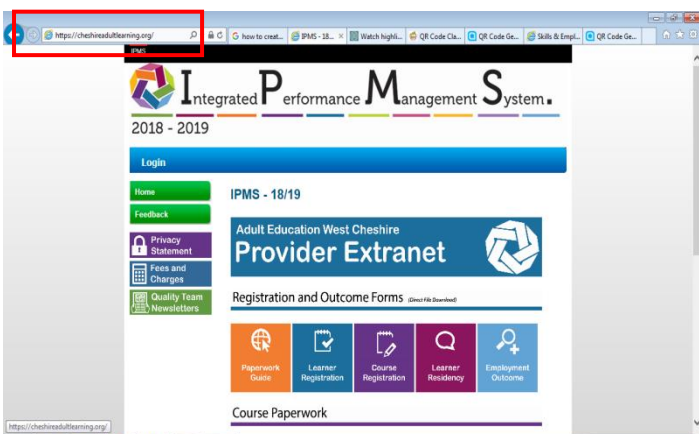 https://cheshireadultlearning.org/
G how to creat...
IPMS - 18...
Watch highli...
QR Code Cla...
QR Code Ge...
Skills & Empl...
QR Code Ge...
IPMS
Integrated Performance Management System.
2018 - 2019
Login
Home
Feedback
Privacy
Statement
Fees and
Charges
Quality Team
Newsletters
IPMS - 18/19
Adult Education West Cheshire
Provider Extranet
Registration and Outcome Forms (Direct File Download)
Paperwork
Guide
Learner
Registration
Course
Registration
Learner
Residency
Employment
Outcome
Course Paperwork
https://cheshireadultlearning.org/